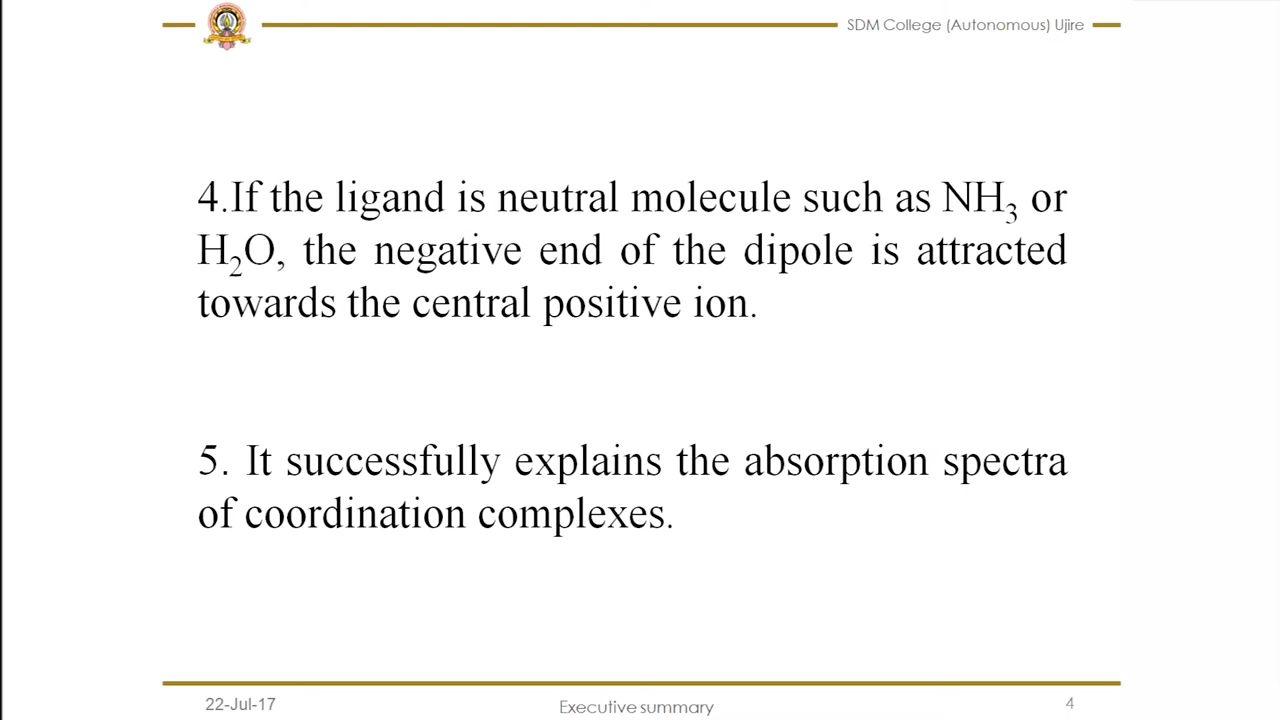 SDM College (Autonomous) Ujire
4.If the ligand is neutral molecule such as NH₃ or
H₂O, the negative end of the dipole is attracted
towards the central positive ion.
5. It successfully explains the absorption spectra
of coordination complexes.
22-Jul-17
Executive summary
4